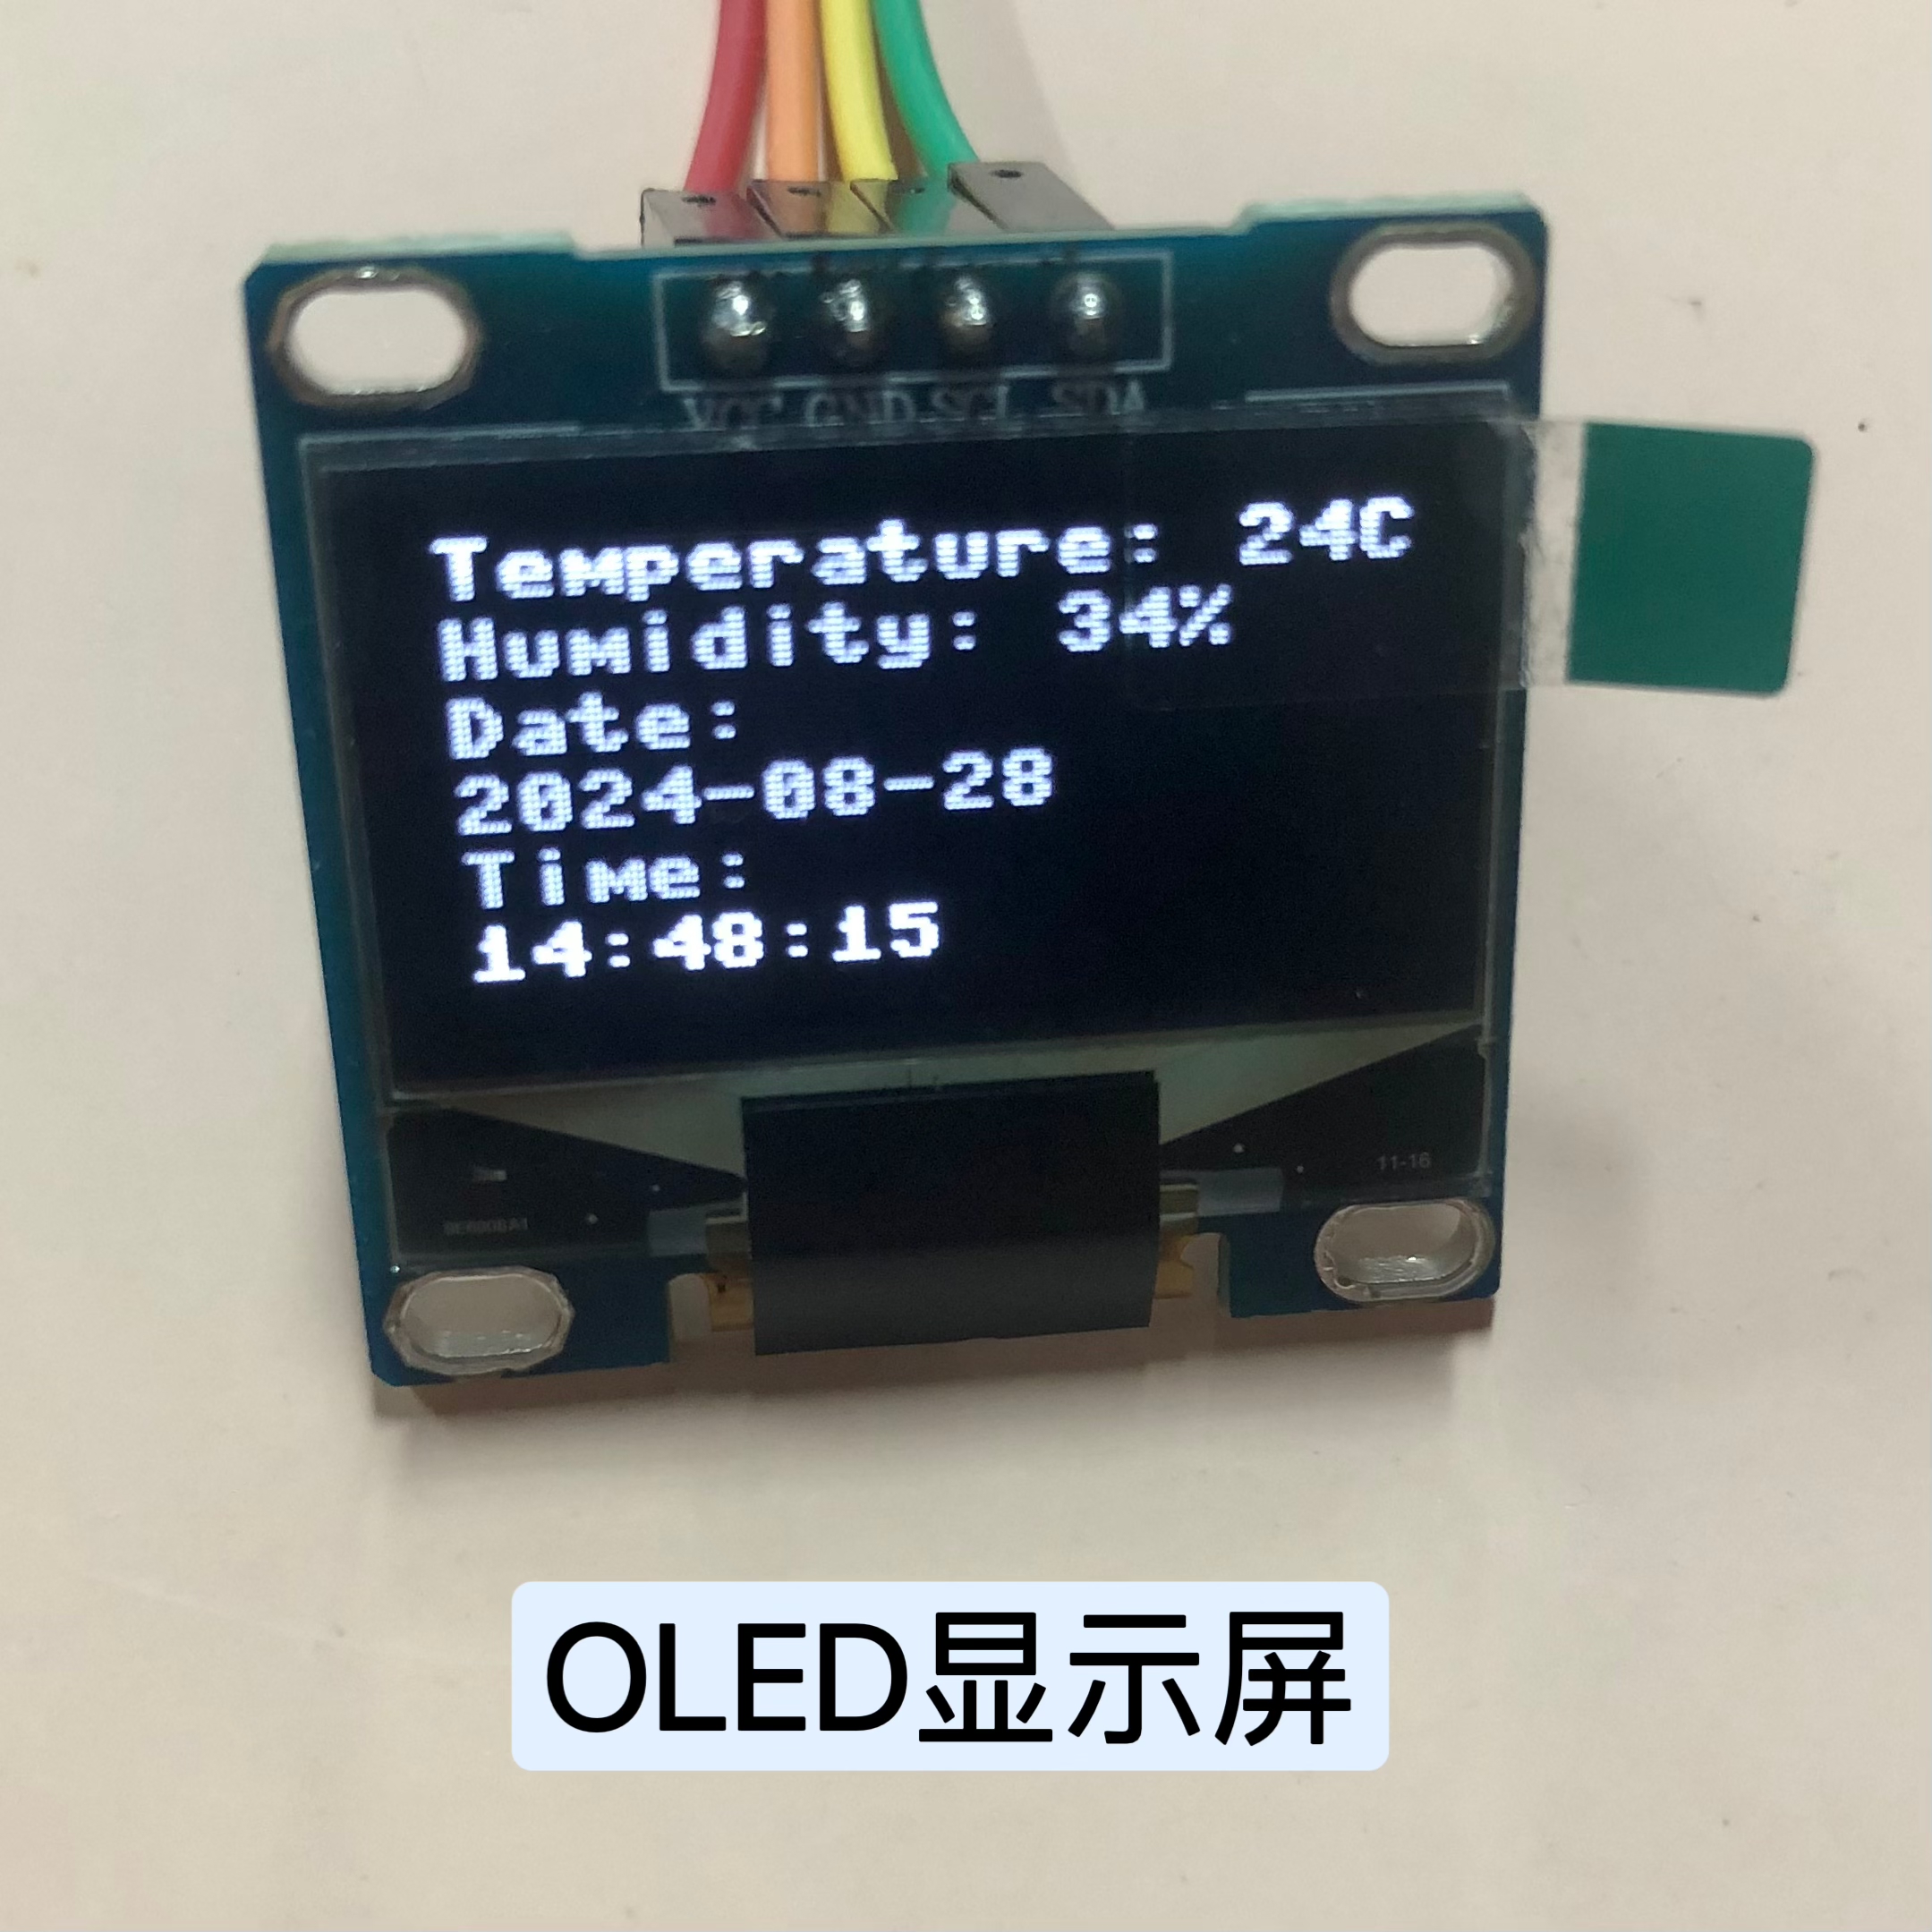 VCC GND SCL SDA
Temperature: 24C
Humidity: 34%
Date:
2024-08-28
Time:
14:48:15
11-16
OLED显示屏